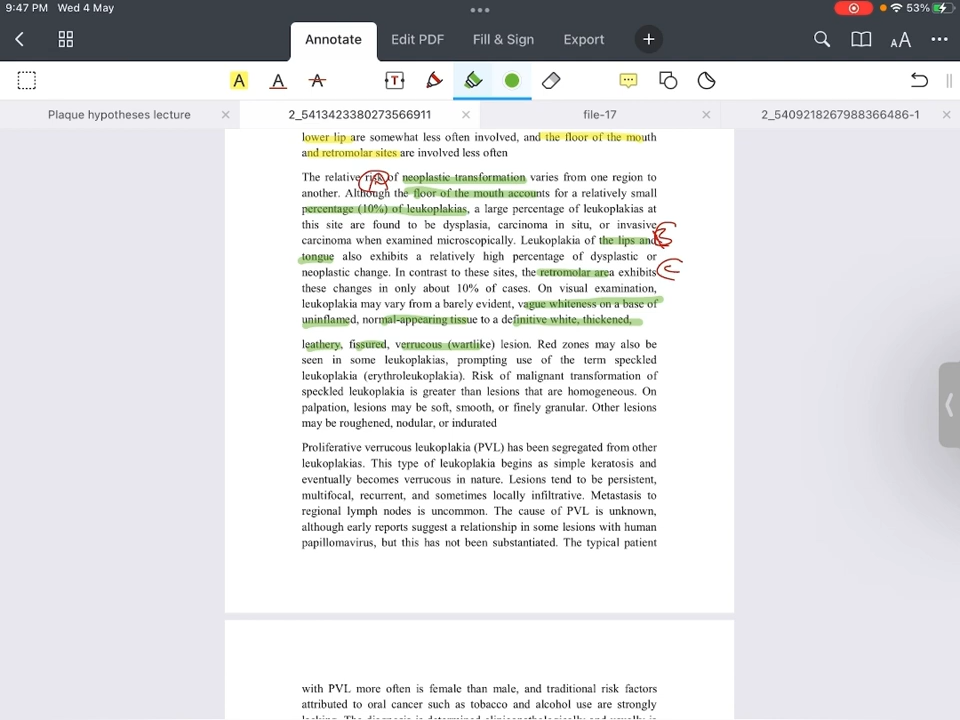 9:47 PM Wed 4 May
53%
Annotate Edit PDF Fill & Sign Export
Plaque hypotheses lecture 2_5413423380273566911 file-17 2_5409218267988366486-1
lower lip are somewhat less often involved, and the floor of the mouth
and retromolar sites are involved less often
The relative risk of neoplastic transformation varies from one region to
another. Although the floor of the mouth accounts for a relatively small
percentage (10%) of leukoplakias, a large percentage of leukoplakias at
this site are found to be dysplasia, carcinoma in situ, or invasive
carcinoma when examined microscopically. Leukoplakia of the lips and B
tongue also exhibits a relatively high percentage of dysplastic or
neoplastic change. In contrast to these sites, the retromolar area exhibits C
these changes in only about 10% of cases. On visual examination,
leukoplakia may vary from a barely evident, vague whiteness on a base of
uninflamed, normal-appearing tissue to a definitive white, thickened,
leathery, fissured, verrucous (wartlike) lesion. Red zones may also be
seen in some leukoplakias, prompting use of the term speckled
leukoplakia (erythroleukoplakia). Risk of malignant transformation of
speckled leukoplakia is greater than lesions that are homogeneous. On
palpation, lesions may be soft, smooth, or finely granular. Other lesions
may be roughened, nodular, or indurated
Proliferative verrucous leukoplakia (PVL) has been segregated from other
leukoplakias. This type of leukoplakia begins as simple keratosis and
eventually becomes verrucous in nature. Lesions tend to be persistent,
multifocal, recurrent, and sometimes locally infiltrative. Metastasis to
regional lymph nodes is uncommon. The cause of PVL is unknown,
although early reports suggest a relationship in some lesions with human
papillomavirus, but this has not been substantiated. The typical patient
with PVL more often is female than male, and traditional risk factors
attributed to oral cancer such as tobacco and alcohol use are strongly
lacking. The diagnosis is determined clinicopathologically and usually is